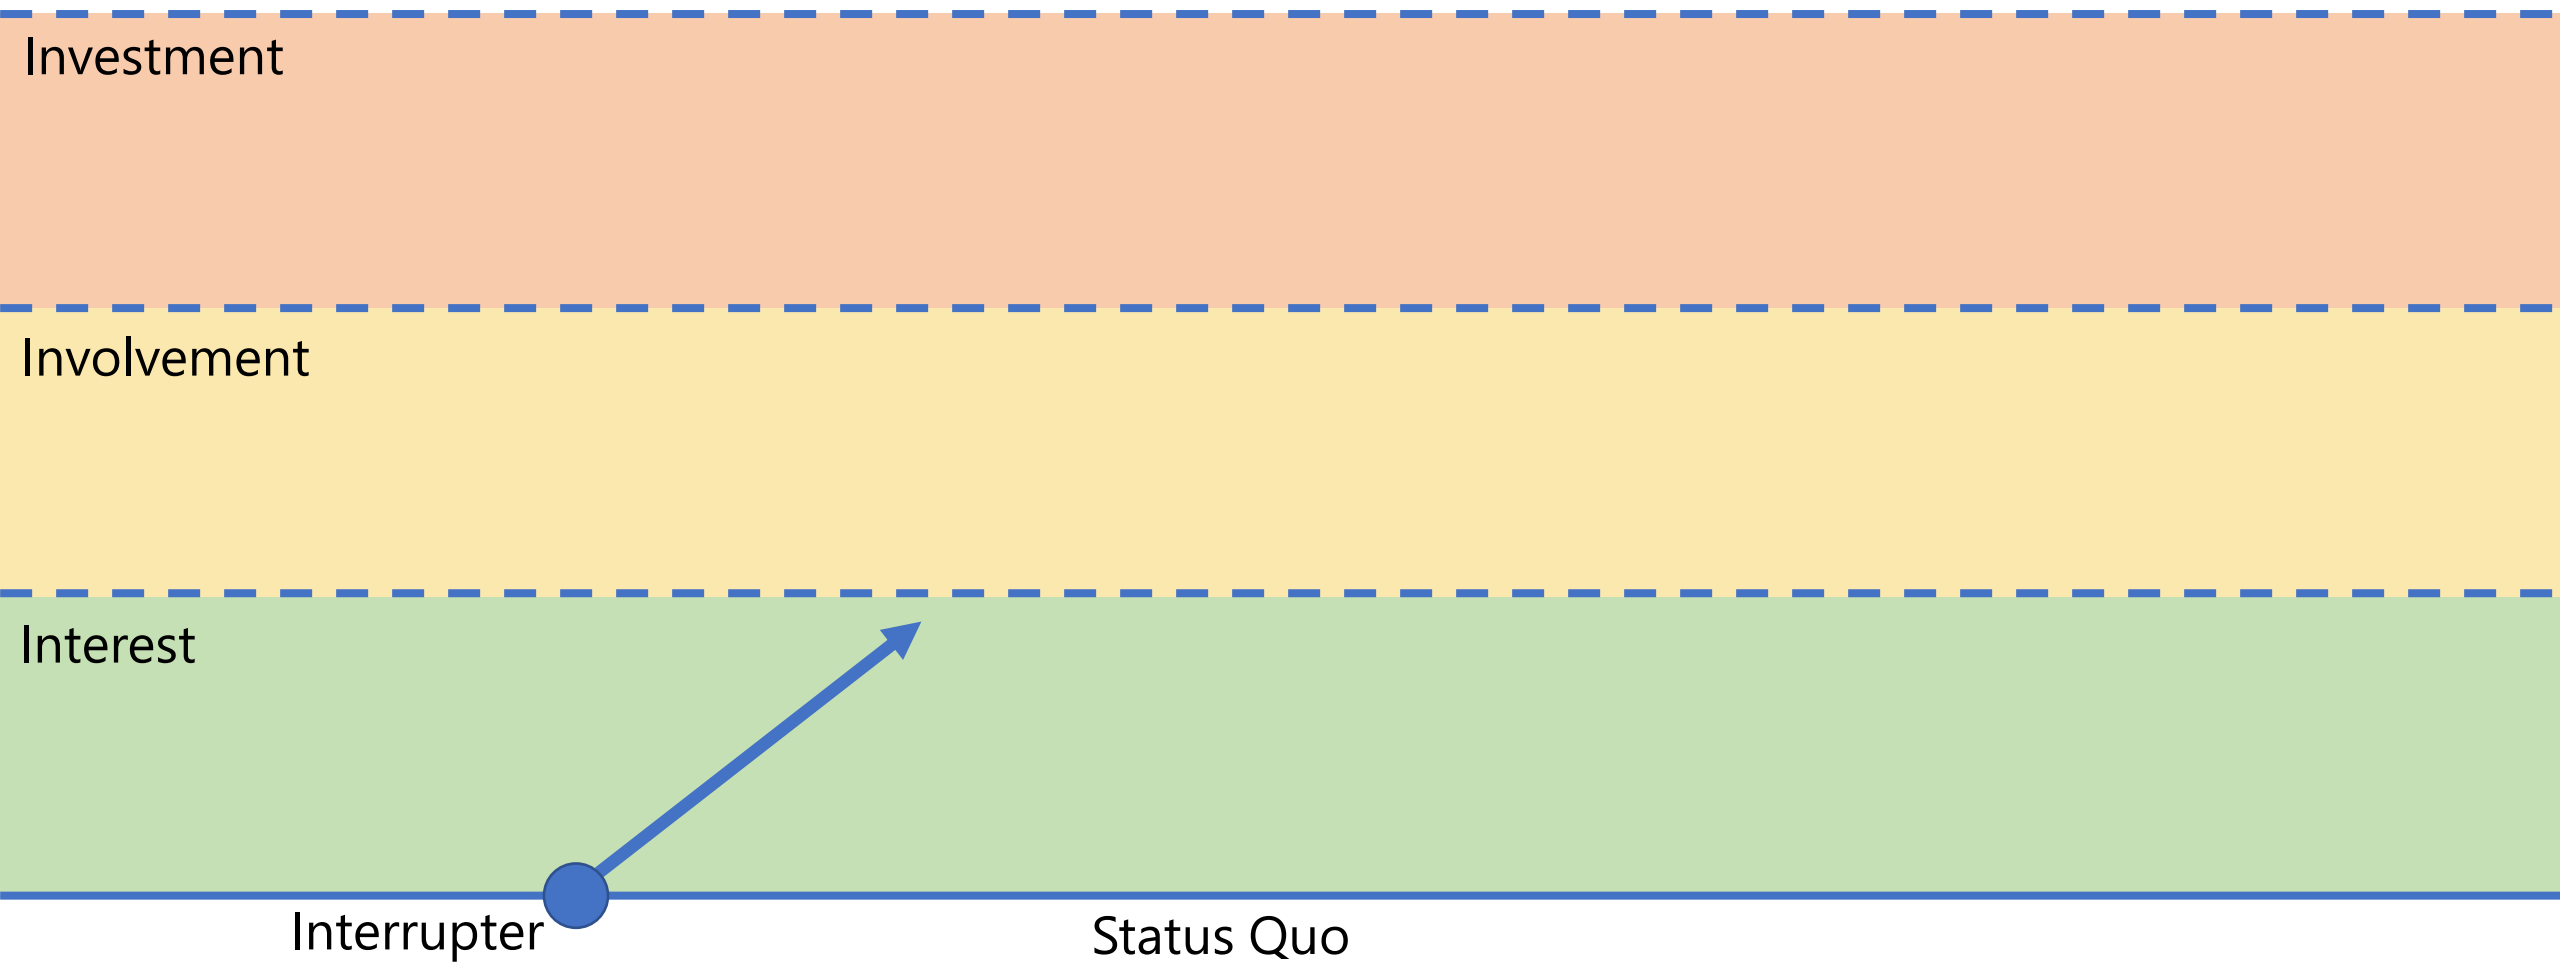 Investment
Involvement
Interest
Interrupter
Status Quo